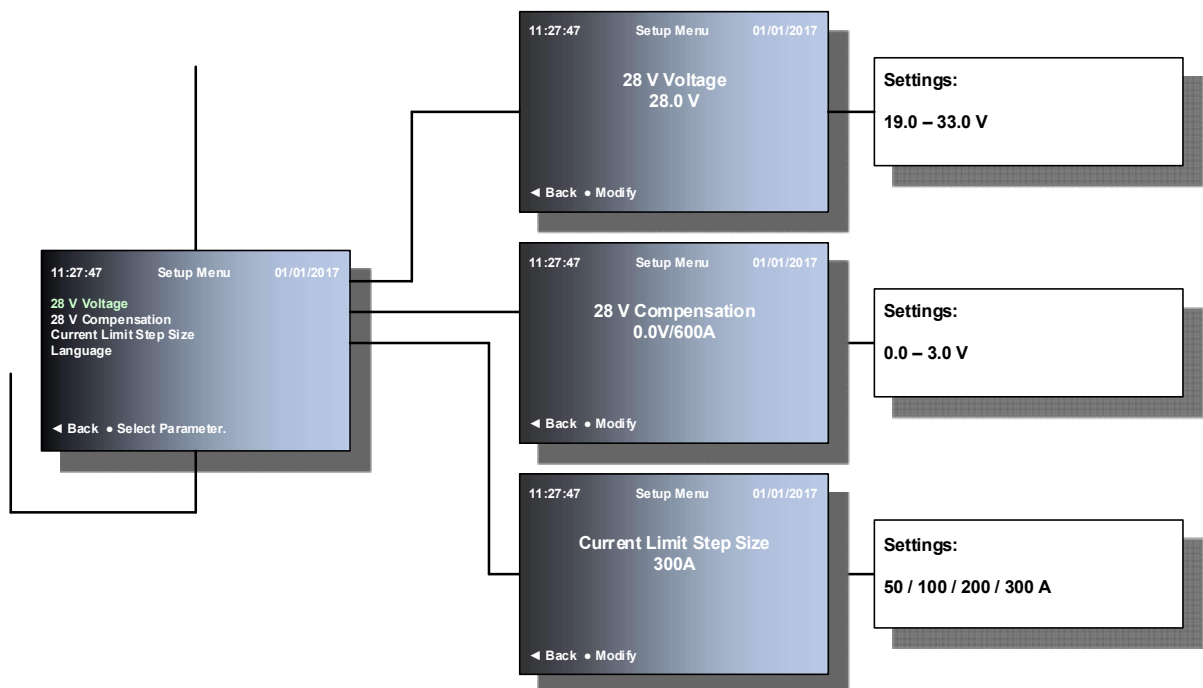 11:27:47 Setup Menu 01/01/2017
28 V Voltage
28.0 V
◄ Back ● Modify
Settings:
19.0 – 33.0 V
11:27:47 Setup Menu 01/01/2017
28 V Voltage
28 V Compensation
Current Limit Step Size
Language
◄ Back ● Select Parameter.
11:27:47 Setup Menu 01/01/2017
28 V Compensation
0.0V/600A
◄ Back ● Modify
Settings:
0.0 – 3.0 V
11:27:47 Setup Menu 01/01/2017
Current Limit Step Size
300A
◄ Back ● Modify
Settings:
50 / 100 / 200 / 300 A